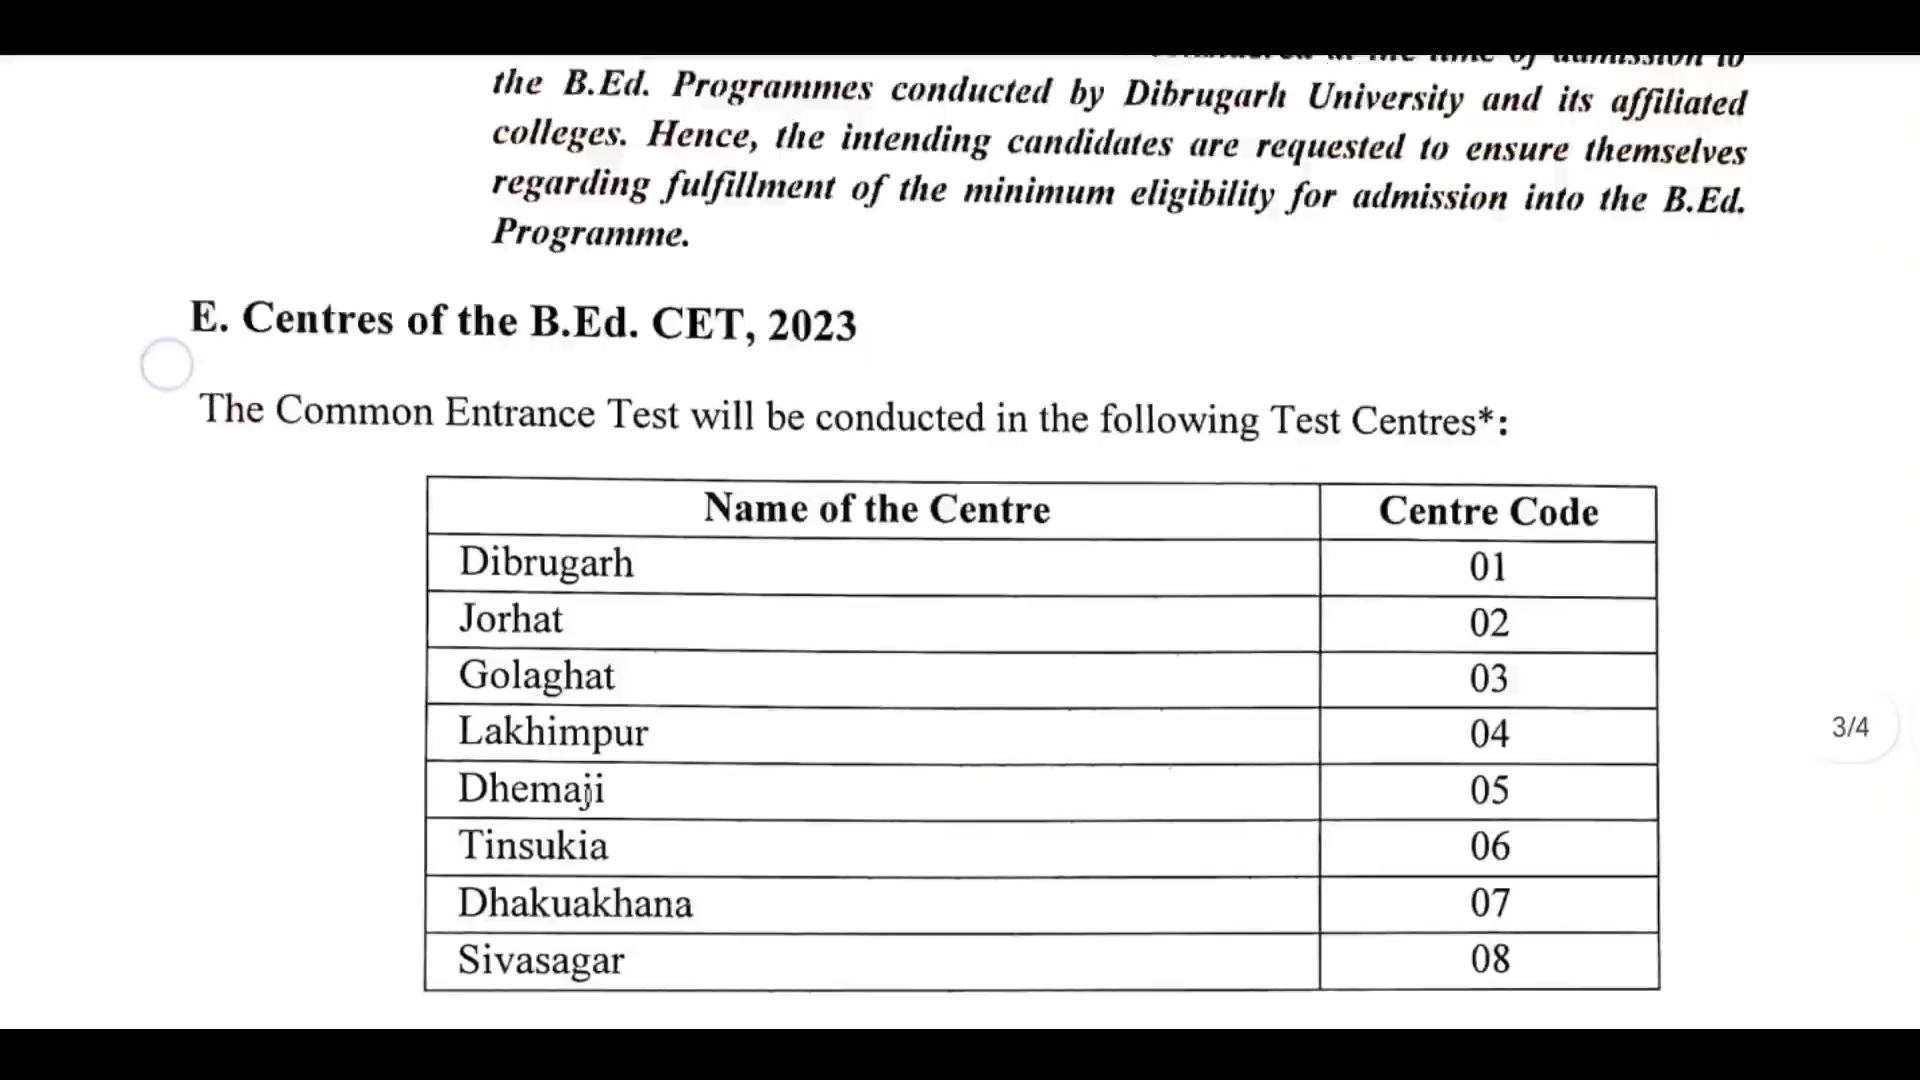 the B.Ed. Programmes conducted by Dibrugarh University and its affiliated
colleges. Hence, the intending candidates are requested to ensure themselves
regarding fulfillment of the minimum eligibility for admission into the B.Ed.
Programme.
E. Centres of the B.Ed. CET, 2023
The Common Entrance Test will be conducted in the following Test Centres*:
Name of the Centre Centre Code
Dibrugarh 01
Jorhat 02
Golaghat 03
Lakhimpur 04
3/4
Dhemaji 05
Tinsukia 06
Dhakuakhana 07
Sivasagar 08